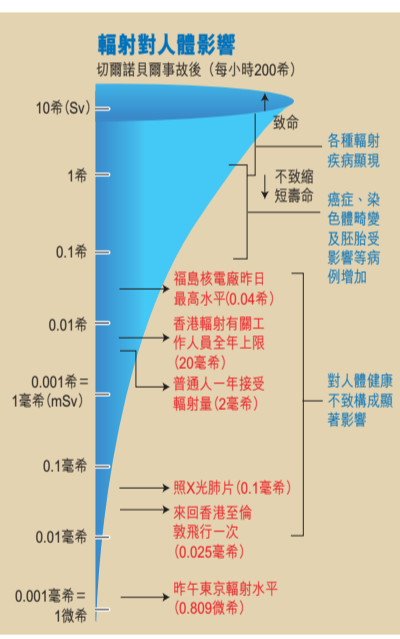 輻射對人體影響
切爾諾貝爾事故後（每小時200希）
10希(Sv)
致命
各種輻射
疾病顯現
1希
不致縮
短壽命
癌症、染
色體畸變
及胚胎受
影響等病
例增加
0.1希
福島核電廠昨日
最高水平(0.04希)
0.01希
香港輻射有關工
作人員全年上限
(20毫希)
0.001希＝
1毫希(mSv)
普通人一年接受
輻射量(2毫希)
對人體健康
不致構成顯
著影響
0.1毫希
照X光肺片(0.1毫希)
來回香港至倫
敦飛行一次
(0.025毫希)
0.01毫希
0.001毫希＝
1微希
昨午東京輻射水平
(0.809微希)